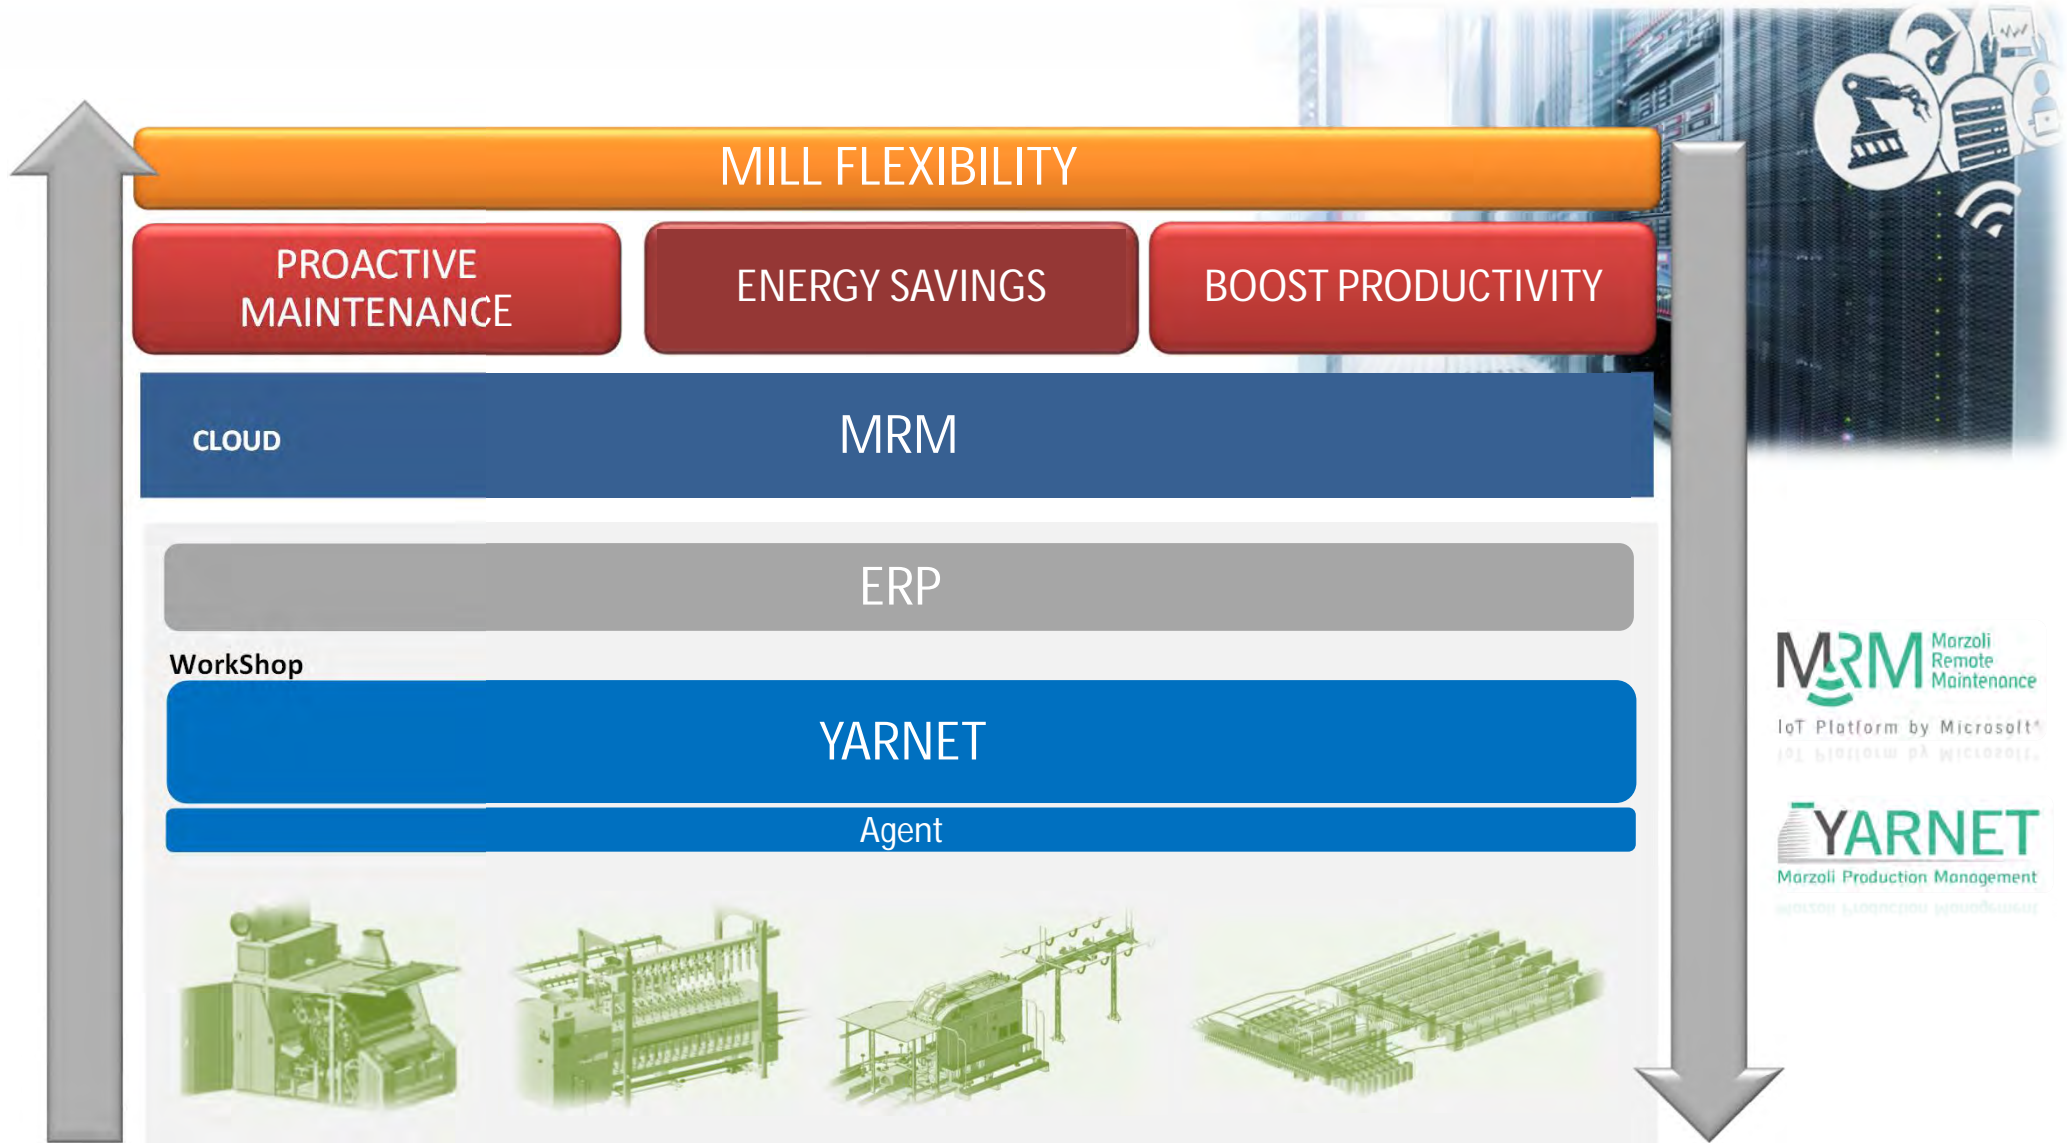 MILL FLEXIBILITY
PROACTIVE
MAINTENANCE
ENERGY SAVINGS
BOOST PRODUCTIVITY
CLOUD
MRM
ERP
WorkShop
YARNET
Agent
MRM
Marzoli
Remote
Maintenance
IoT Platform by Microsoft*
YARNET
Marzoli Production Management